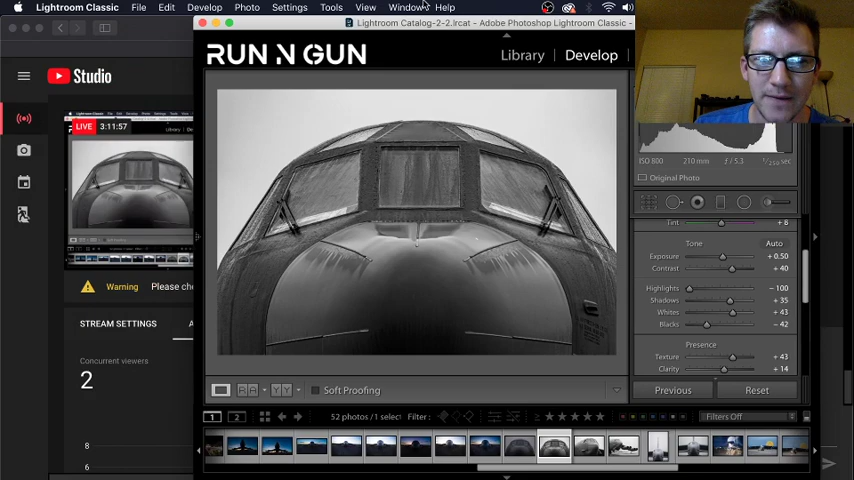 Lightroom Classic File Edit Develop Photo Settings Tools View Window Help
Lightroom Catalog-2-2.lrcat - Adobe Photoshop Lightroom Classic -
RUN N GUN
Library | Develop
Studio
LIVE 3:11:57
ISO 800 210 mm ƒ / 5.3
Original Photo
Tint + 8
Tone Auto
Exposure + 0.50
Contrast + 40
Highlights - 100
Shadows + 35
Whites + 43
Blacks - 42
Presence
Texture + 43
Clarity + 14
Warning Please che
STREAM SETTINGS A
Concurrent viewers
2
8
6
Soft Proofing
Previous Reset
1 2 52 photos / 1 select Filter : Filters Off